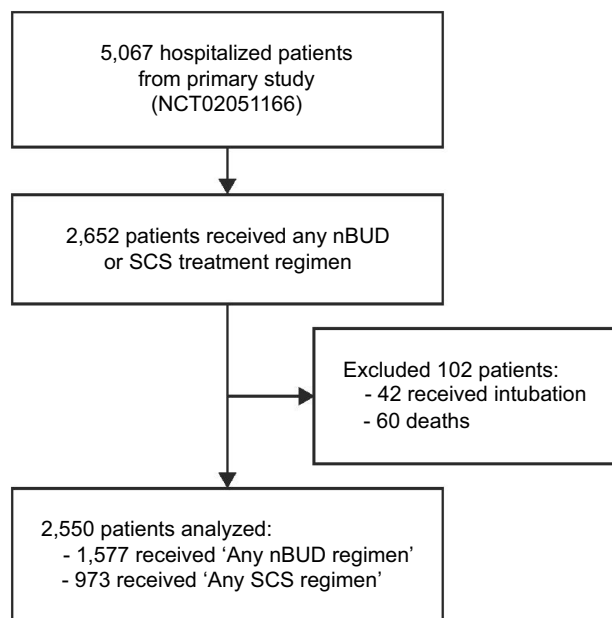 5,067 hospitalized patients
from primary study
(NCT02051166)
2,652 patients received any nBUD
or SCS treatment regimen
Excluded 102 patients:
- 42 received intubation
- 60 deaths
2,550 patients analyzed:
- 1,577 received ‘Any nBUD regimen’
- 973 received ‘Any SCS regimen’